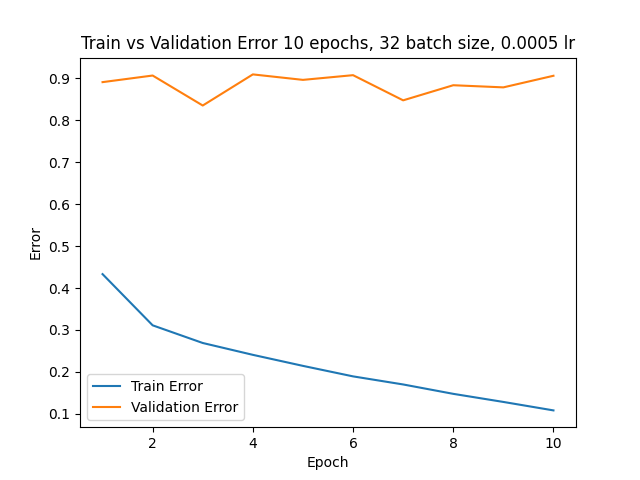 Train vs Validation Error 10 epochs, 32 batch size, 0.0005 lr
0.9
0.8
0.7
0.6
0.5
0.4
0.3
0.2
0.1
Error
Train Error
Validation Error
2 4 6 8 10
Epoch